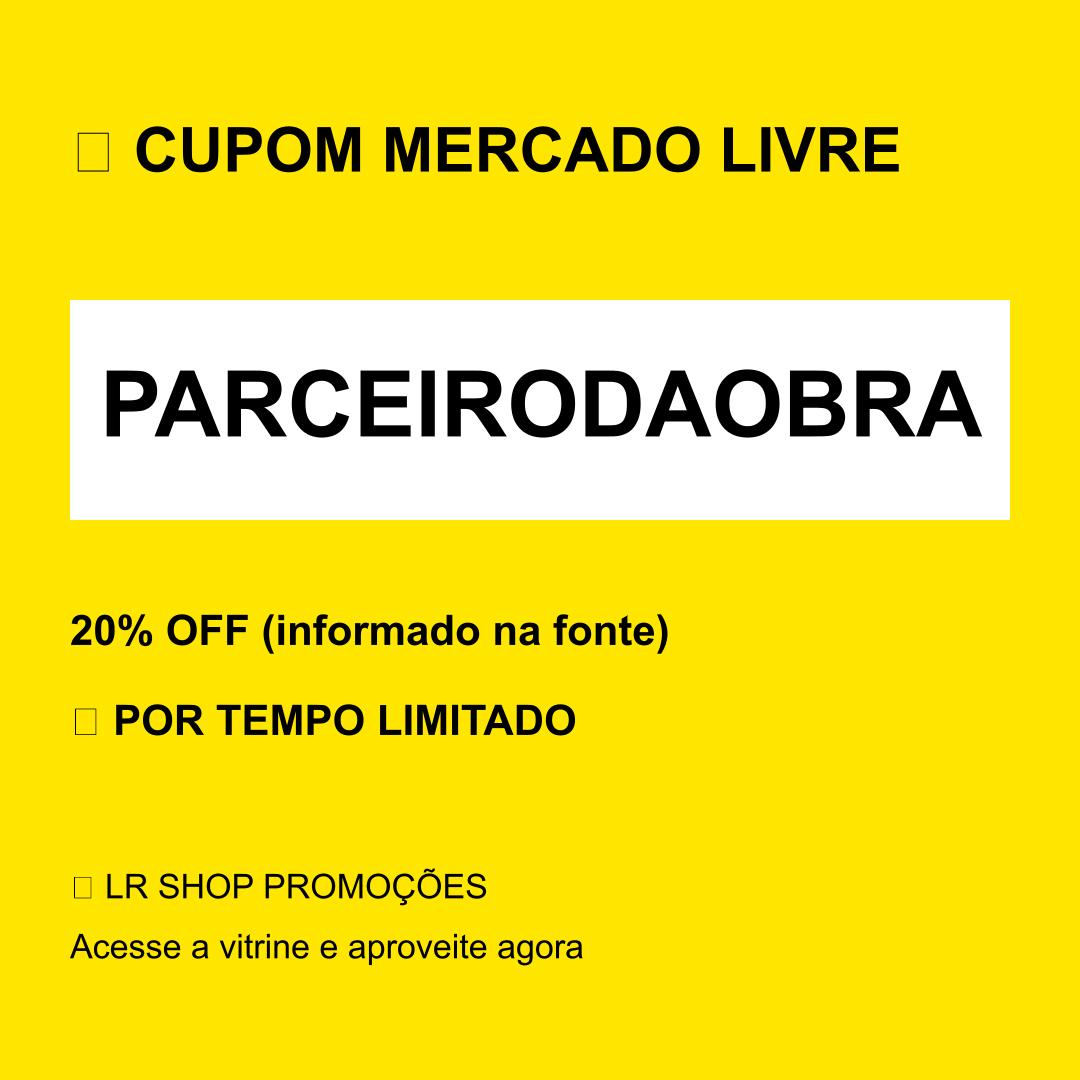 CUPOM MERCADO LIVRE
PARCEIRODAOBRA
20% OFF (informado na fonte)
POR TEMPO LIMITADO
LR SHOP PROMOÇÕES
Acesse a vitrine e aproveite agora